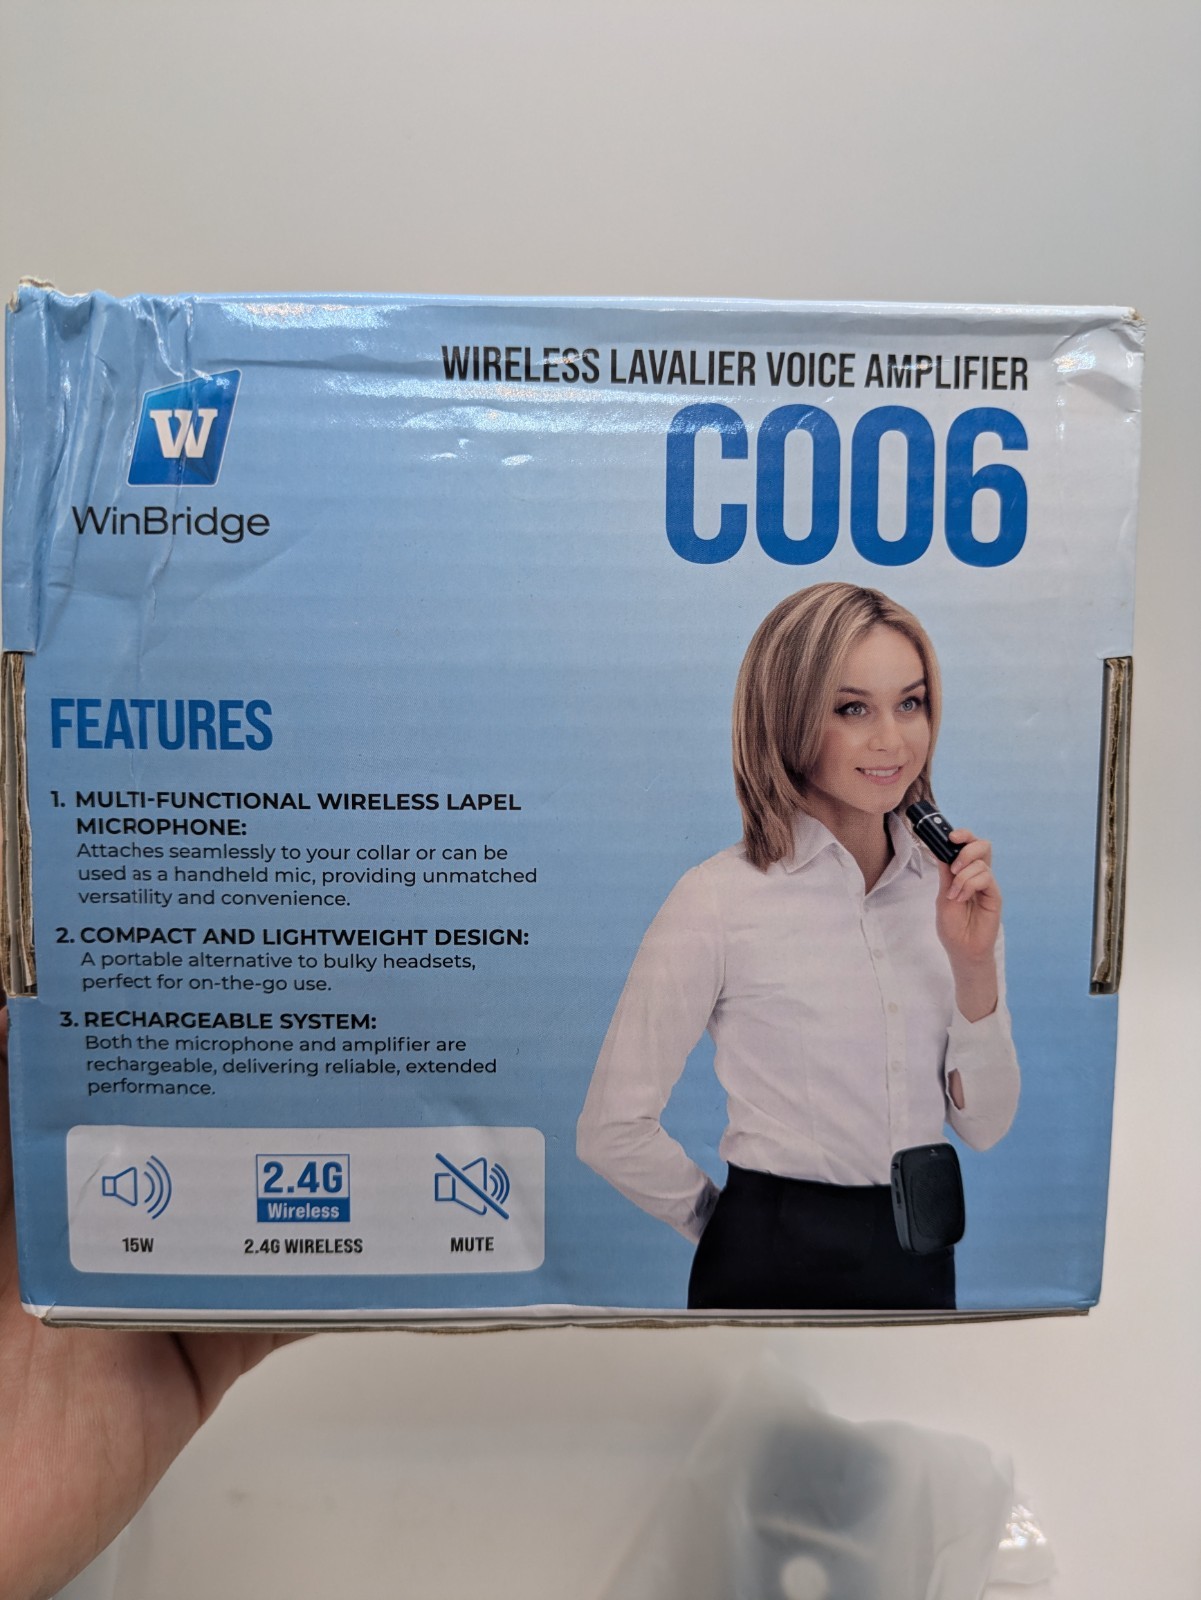 WIRELESS LAVALIER VOICE AMPLIFIER
C006
W
WinBridge
FEATURES
1. MULTI-FUNCTIONAL WIRELESS LAPEL
MICROPHONE:
Attaches seamlessly to your collar or can be
used as a handheld mic, providing unmatched
versatility and convenience.
2. COMPACT AND LIGHTWEIGHT DESIGN:
A portable alternative to bulky headsets,
perfect for on-the-go use.
3. RECHARGEABLE SYSTEM:
Both the microphone and amplifier are
rechargeable, delivering reliable, extended
performance.
2.4G
Wireless
15W
2.4G WIRELESS
MUTE